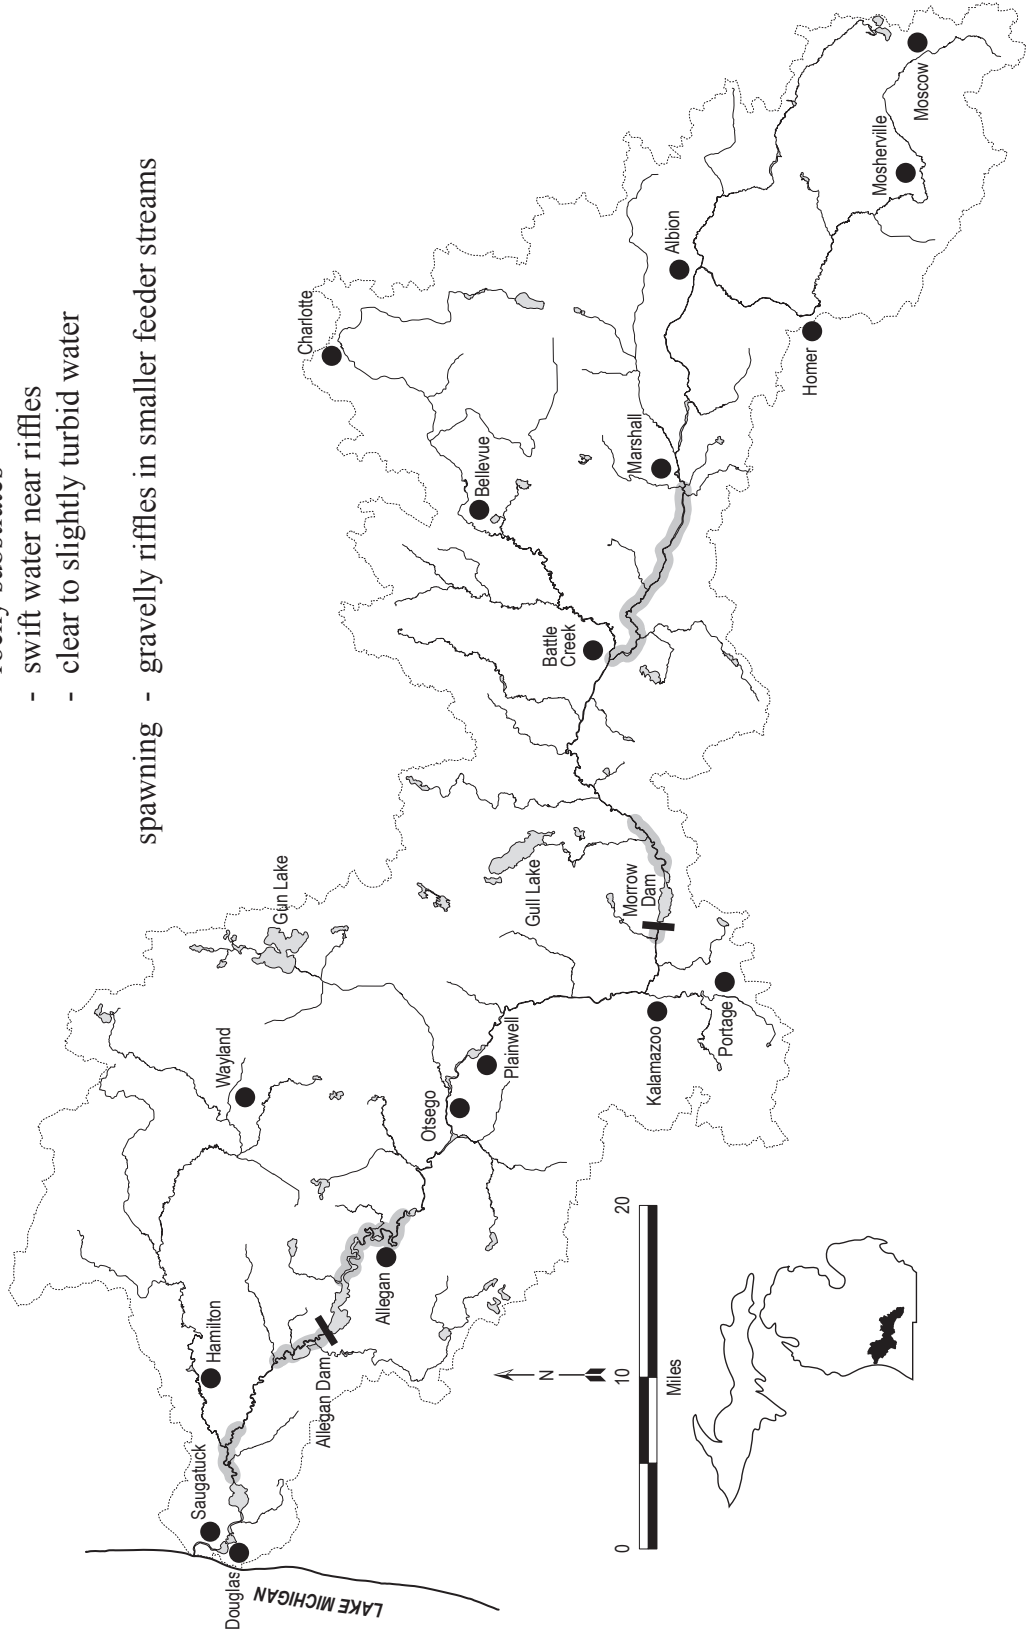 rocky substrates
- swift water near riffles
- clear to slightly turbid water
spawning - gravelly riffles in smaller feeder streams
Charlotte
Bellevue
Battle
Creek
Marshall
Albion
Homer
Mosherville
Moscow
Gun Lake
Gull Lake
Morrow
Dam
Wayland
Hamilton
Saugatuck
Douglas
LAKE MICHIGAN
Allegan Dam
Allegan
Otsego
Plainwell
Kalamazoo
Portage
N
0 10 20
Miles